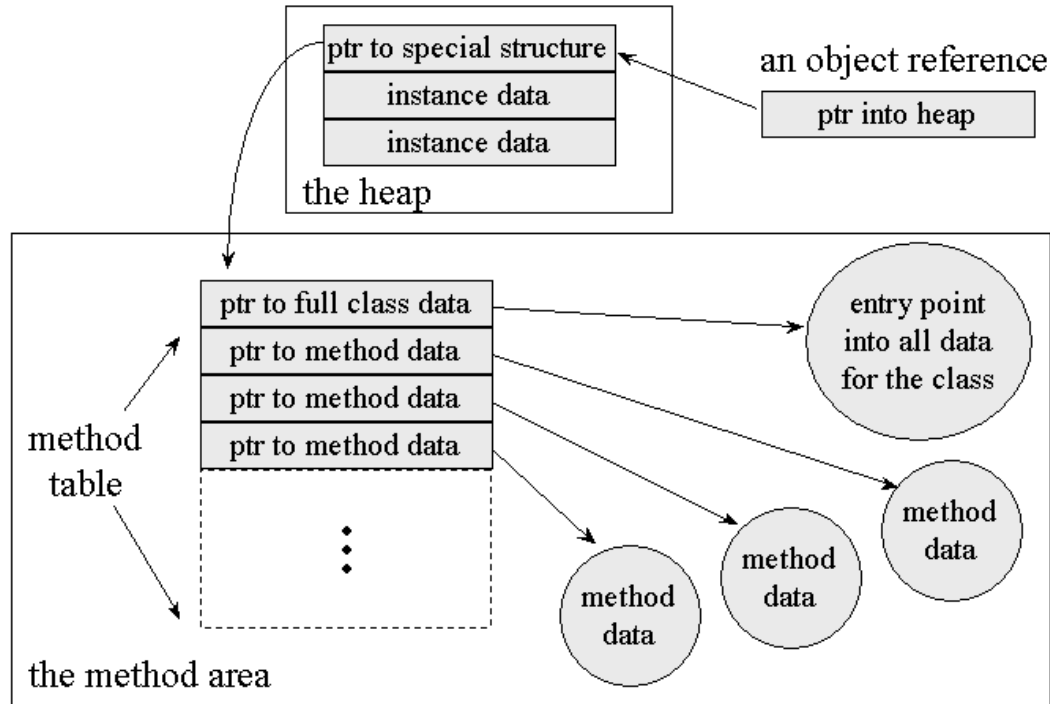 ptr to special structure
instance data
instance data
the heap
an object reference
ptr into heap
ptr to full class data
ptr to method data
ptr to method data
ptr to method data
method
table
entry point
into all data
for the class
method
data
method
data
method
data
the method area